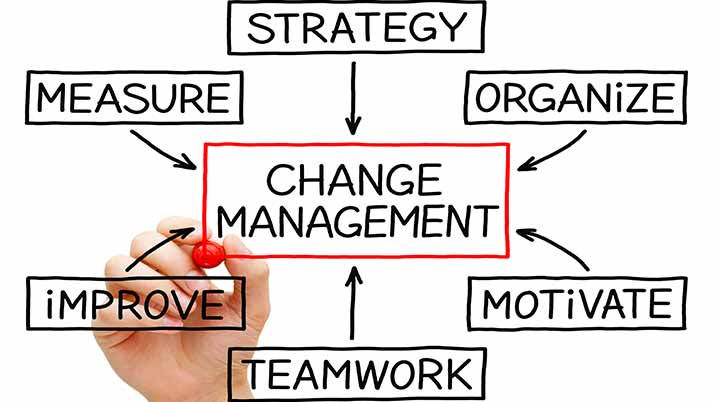 STRATEGY
MEASURE
ORGANiZE
CHANGE
MANAGEMENT
iMPROVE
MOTiVATE
TEAMWORK